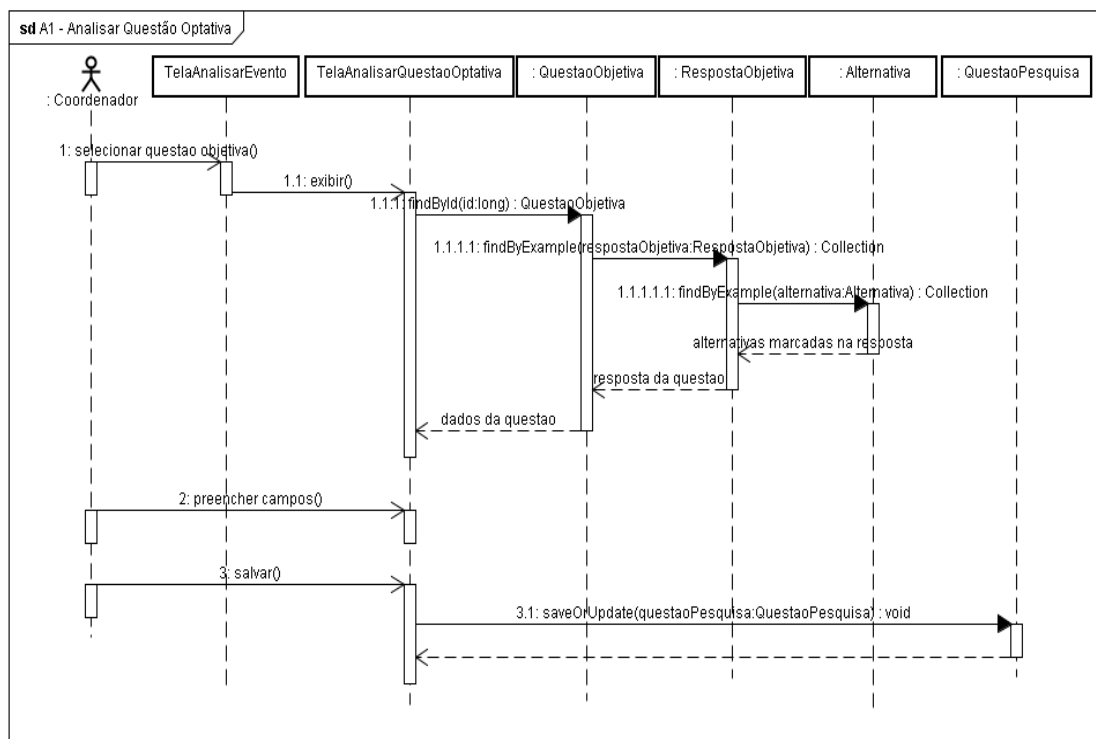 sd A1 - Analisar Questão Optativa
: Coordenador
TelaAnalisarEvento
TelaAnalisarQuestaoOptativa
: QuestaoObjetiva
: RespostaObjetiva
: Alternativa
: QuestaoPesquisa
1: selecionar questao objetiva()
1.1: exibir()
1.1.1: findById(id:long) : QuestaoObjetiva
1.1.1.1: findByExample(respostaObjetiva:RespostaObjetiva) : Collection
1.1.1.1.1: findByExample(alternativa:Alternativa) : Collection
alternativas marcadas na resposta
resposta da questao
dados da questao
2: preencher campos()
3: salvar()
3.1: saveOrUpdate(questaoPesquisa:QuestaoPesquisa) : void